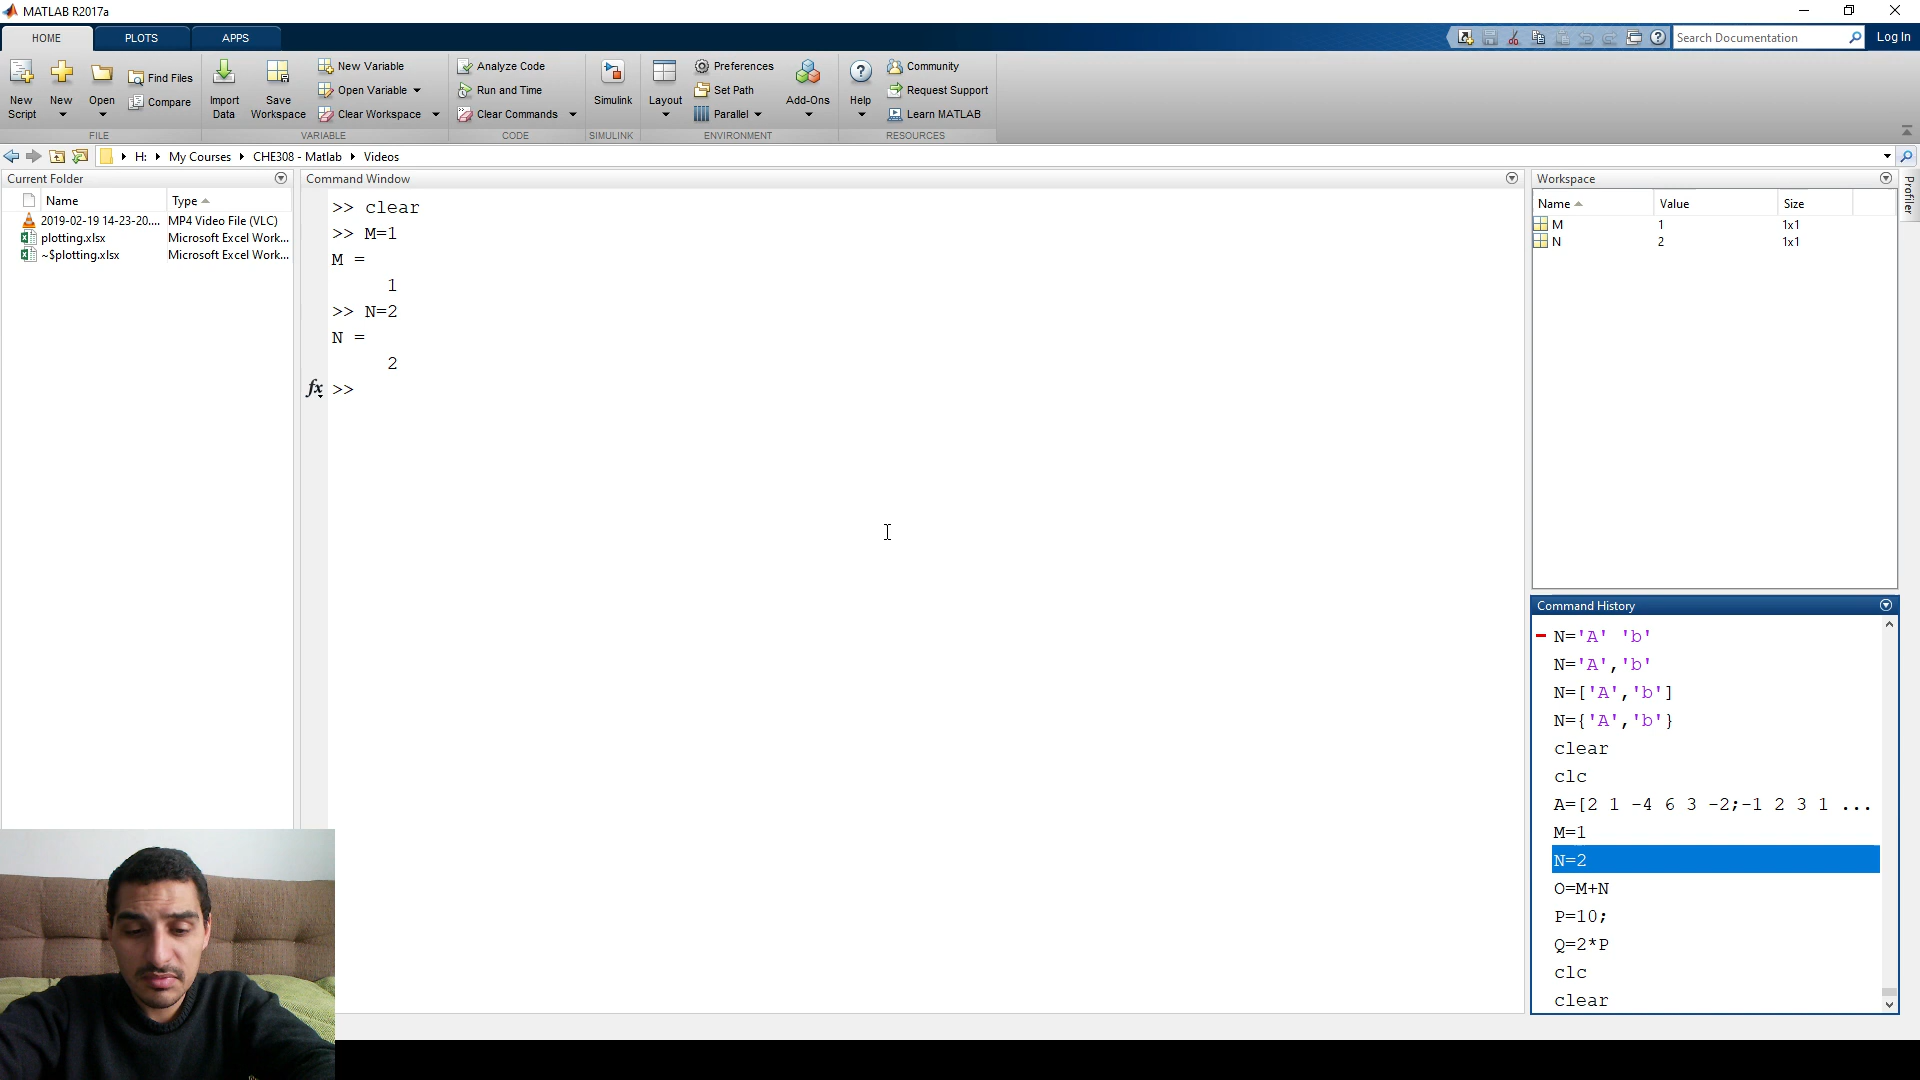 MATLAB R2017a
HOME
PLOTS
APPS
Search Documentation
Log In
New Script
New
Open
Find Files
Compare
Import Data
Save Workspace
New Variable
Open Variable
Clear Workspace
Analyze Code
Run and Time
Clear Commands
Simulink
Layout
Preferences
Set Path
Parallel
Add-Ons
Help
Community
Request Support
Learn MATLAB
FILE
VARIABLE
CODE
SIMULINK
ENVIRONMENT
RESOURCES
H:
My Courses
CHE308 - Matlab
Videos
Current Folder
Name Type
2019-02-19 14-23-20.... MP4 Video File (VLC)
plotting.xlsx Microsoft Excel Work...
~$plotting.xlsx Microsoft Excel Work...
Command Window
>> clear
>> M=1
M =
1
>> N=2
N =
2
fx >>
Workspace
Name Value Size
M 1 1x1
N 2 1x1
Profiler
Command History
N='A' 'b'
N='A','b'
N=['A','b']
N={'A','b'}
clear
clc
A=[2 1 -4 6 3 -2;-1 2 3 1 ...
M=1
N=2
O=M+N
P=10;
Q=2*P
clc
clear